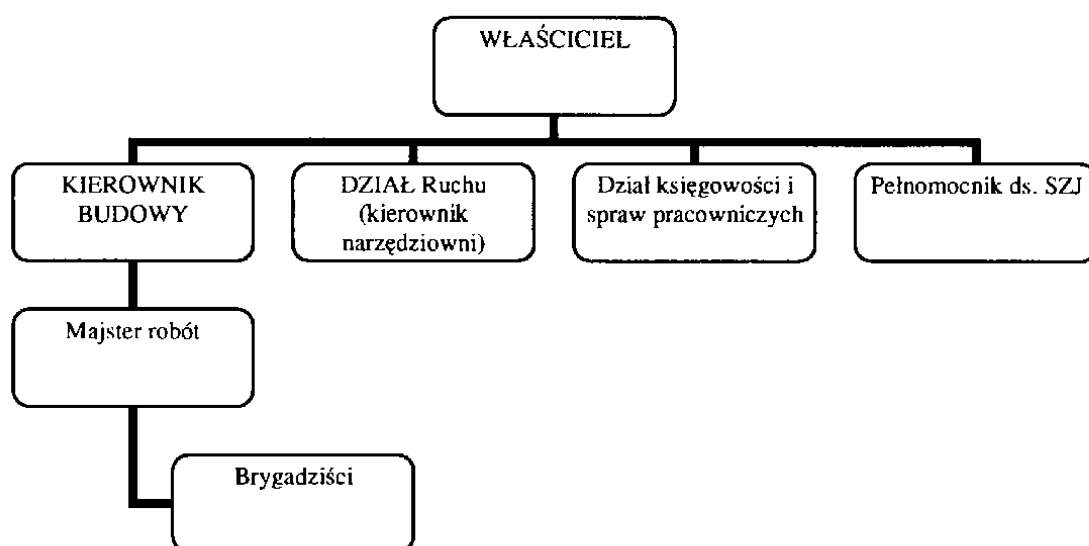 WŁAŚCICIEL
KIEROWNIK
BUDOWY
DZIAŁ Ruchu
(kierownik
narzędziowni)
Dział księgowości i
spraw pracowniczych
Pełnomocnik ds. SZJ
Majster robót
Brygadziści